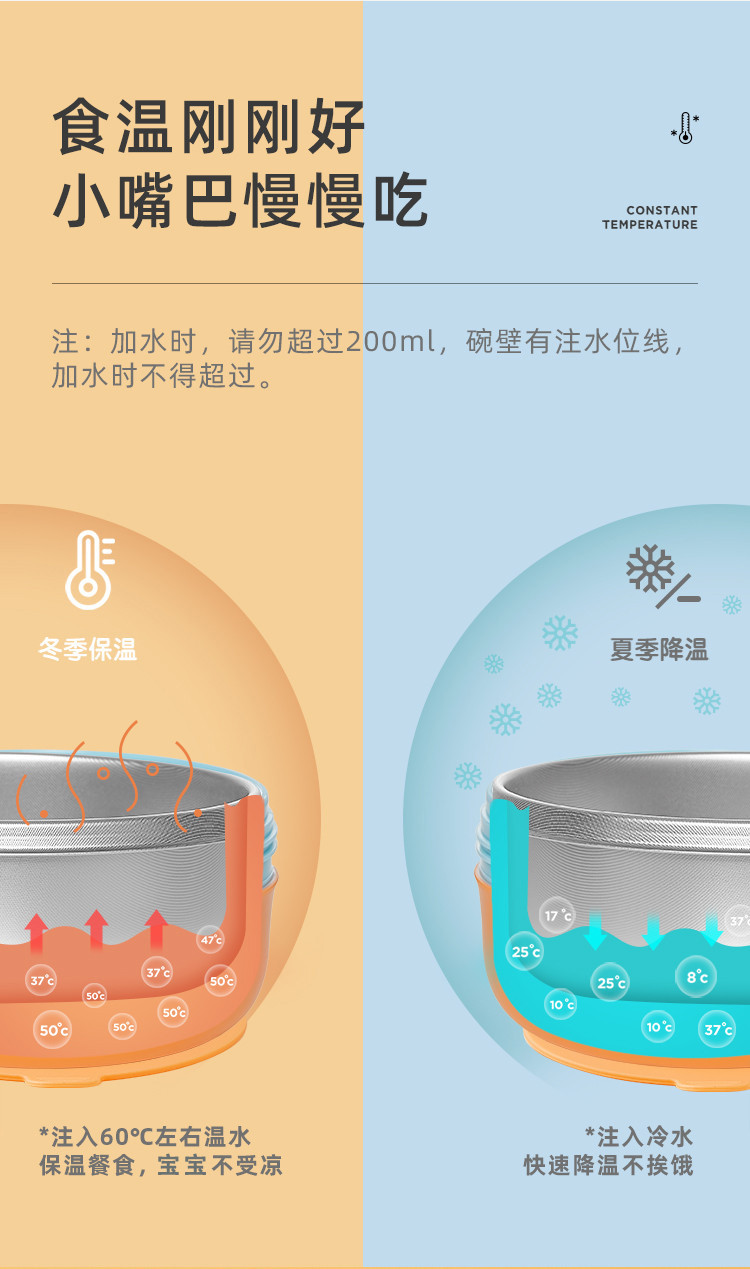 食温刚刚好
小嘴巴慢慢吃
CONSTANT
TEMPERATURE
注：加水时，请勿超过200ml，碗壁有注水位线，
加水时不得超过。
冬季保温
夏季降温
47℃
37℃
37℃
50℃
50℃
50℃
50℃
50℃
17℃
37℃
25℃
25℃
8℃
10℃
10℃
37℃
*注入60℃左右温水
保温餐食，宝宝不受凉
*注入冷水
快速降温不挨饿